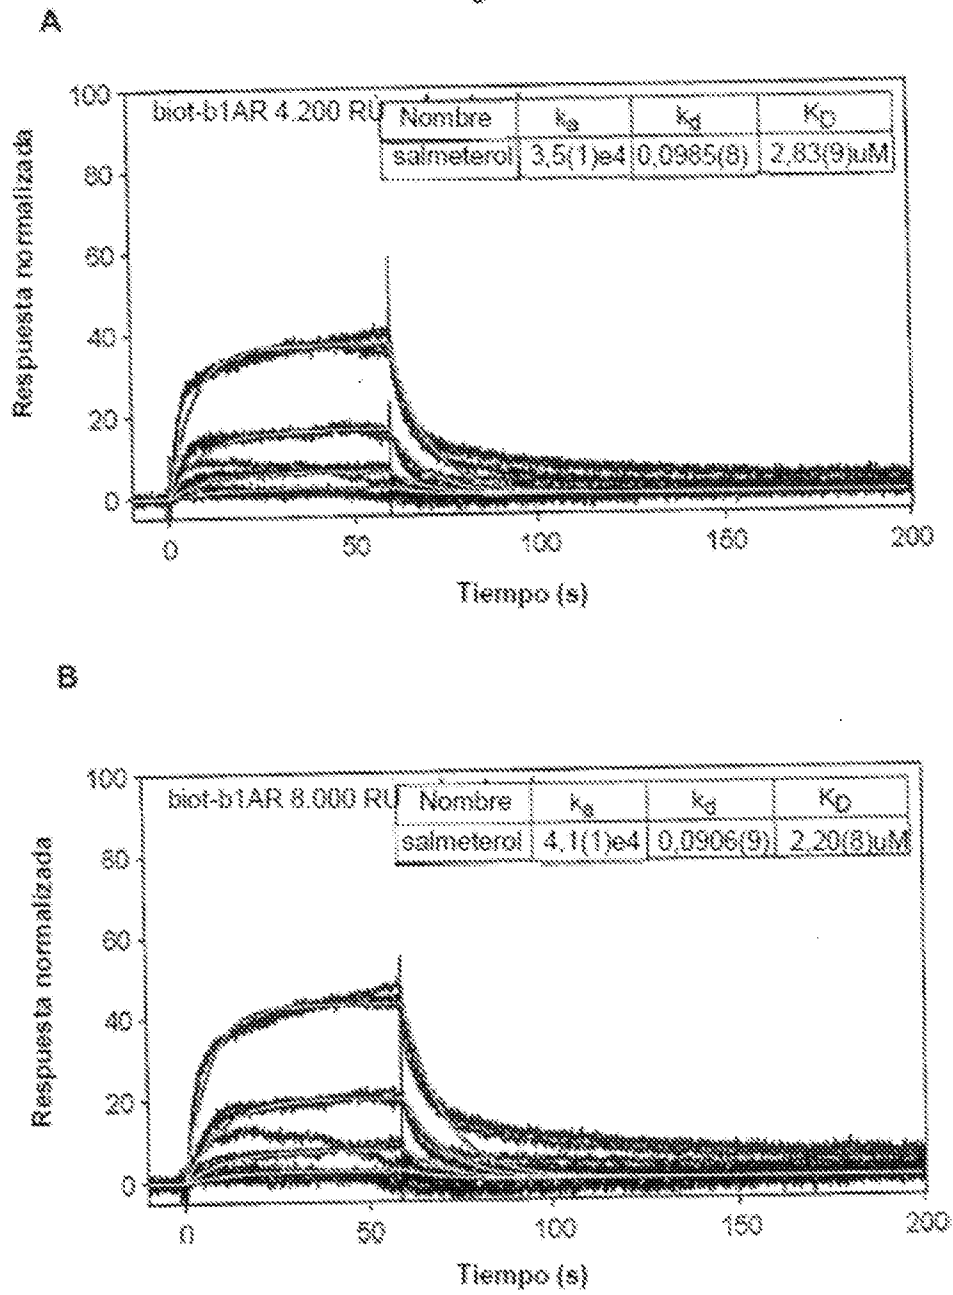 A
biot-b1AR 4.200 RU
Nombre ka kd KD
salmeterol 3,5(1)e4 0,0985(8) 2,83(9)uM
Respuesta normalizada
100
80
60
40
20
0
0 50 100 150 200
Tiempo (s)
B
biot-b1AR 8.000 RU
Nombre ka kd KD
salmeterol 4,1(1)e4 0,0906(9) 2,20(8)uM
Respuesta normalizada
100
80
60
40
20
0
0 50 100 150 200
Tiempo (s)